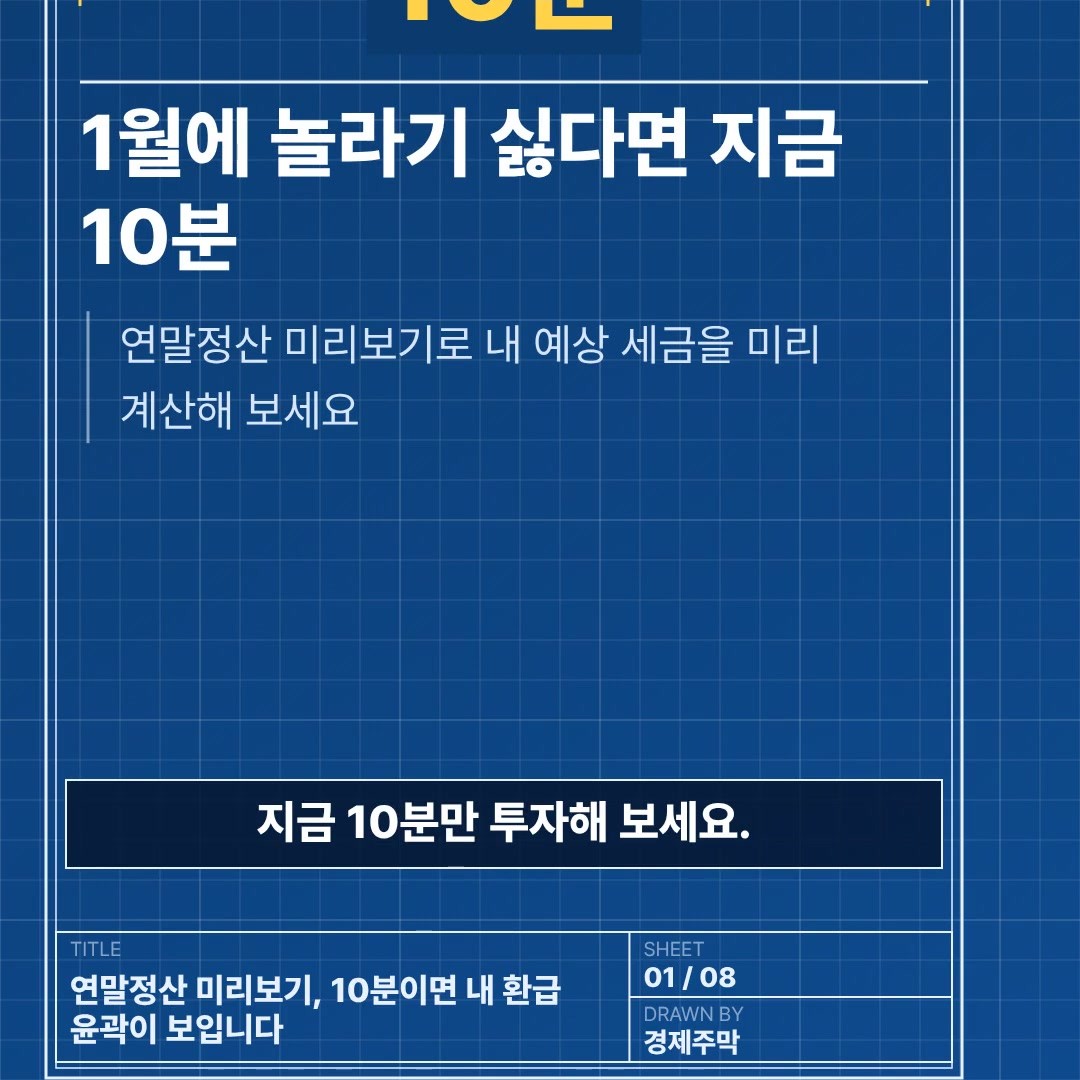 10분
1월에 놀라기 싫다면 지금
10분
연말정산 미리보기로 내 예상 세금을 미리
계산해 보세요
지금 10분만 투자해 보세요.
TITLE
연말정산 미리보기, 10분이면 내 환급
윤곽이 보입니다
SHEET
01 / 08
DRAWN BY
경제주막